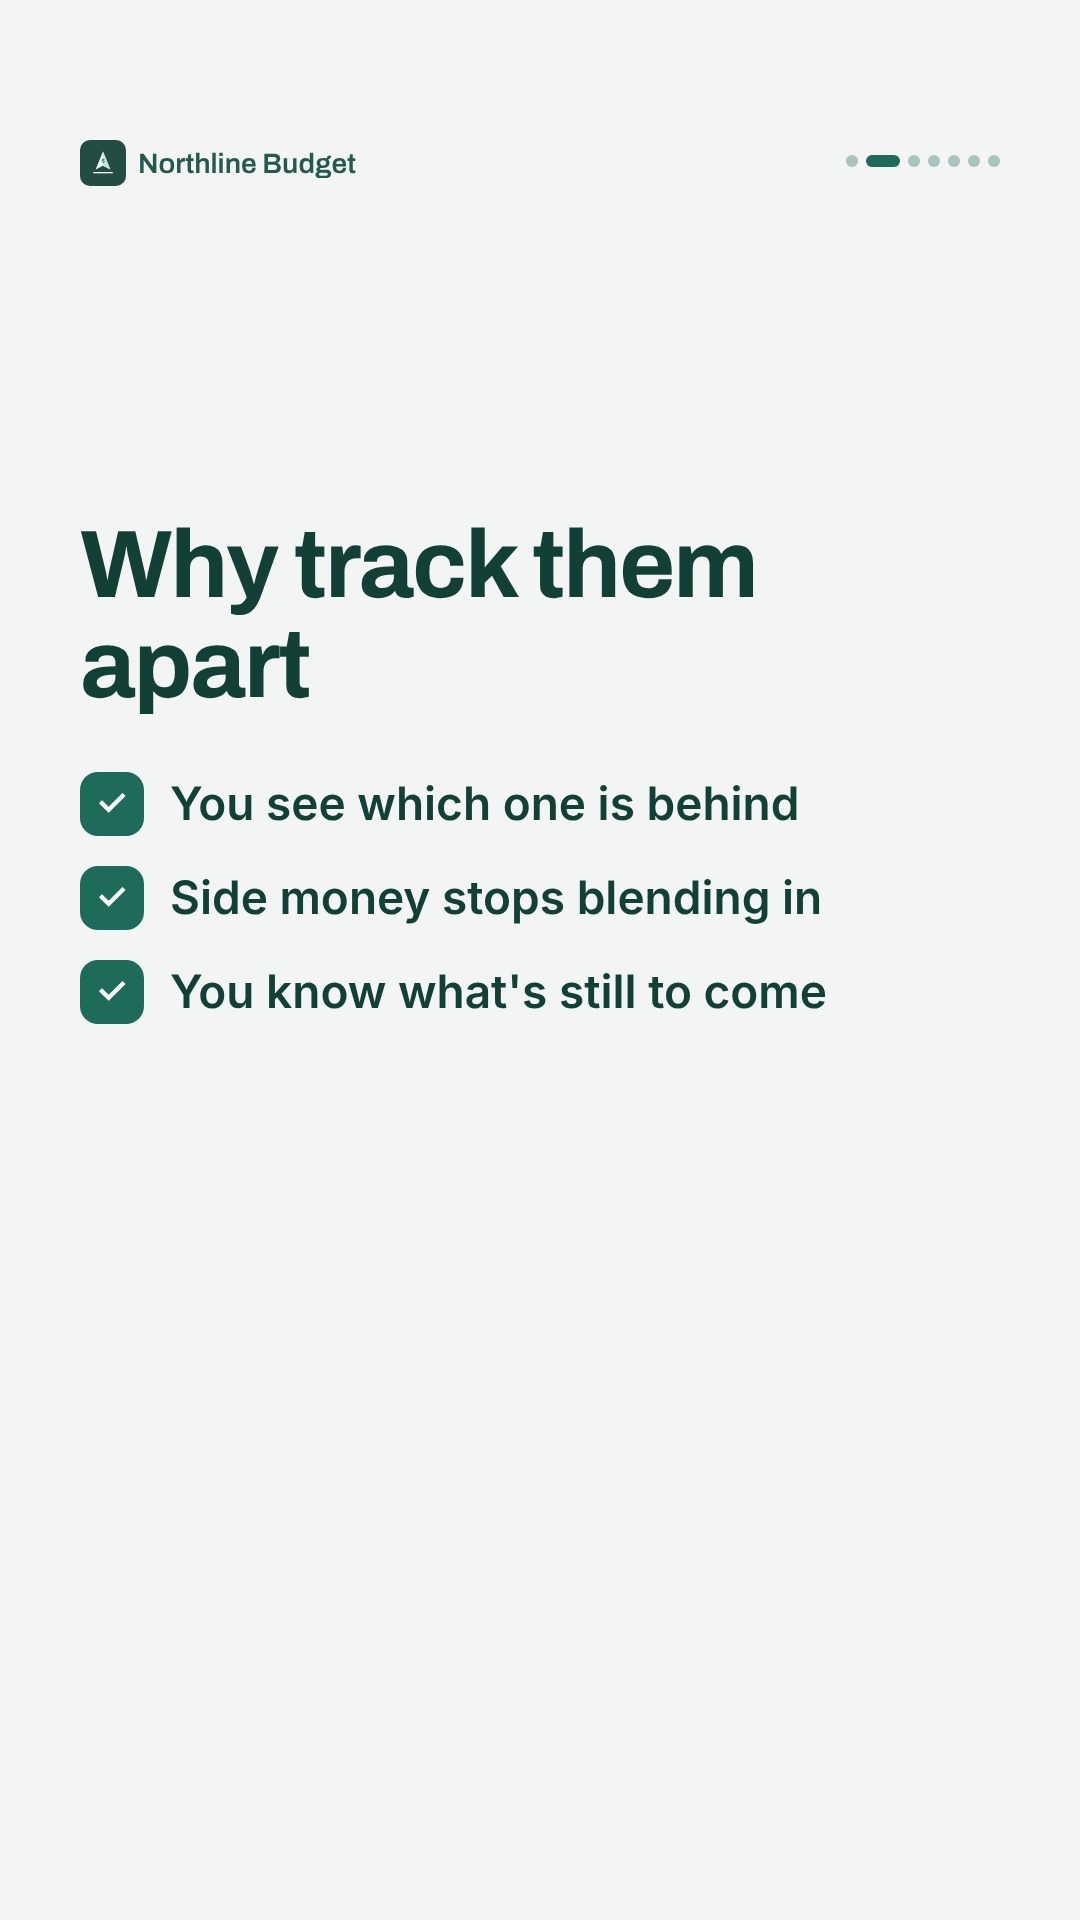 Northline Budget
Why track them
apart
You see which one is behind
Side money stops blending in
You know what's still to come